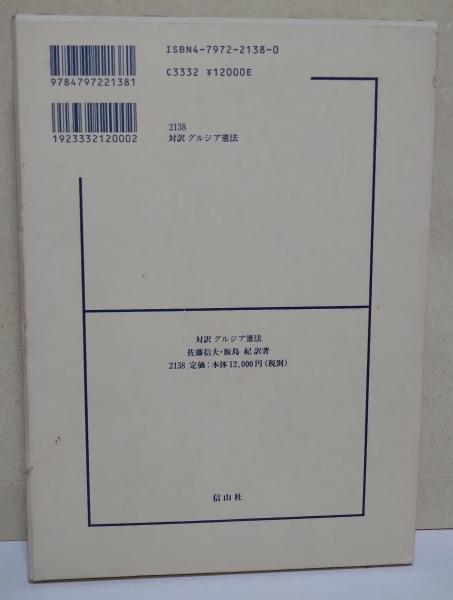 ISBN4-7972-2138-0
C3332 ¥12000E
9784797221381
1923332120002
2138
対訳 グルジア憲法
対訳 グルジア憲法
佐藤信夫・飯島 紀 訳著
2138 定価:本体12,000円(税別)
信山社